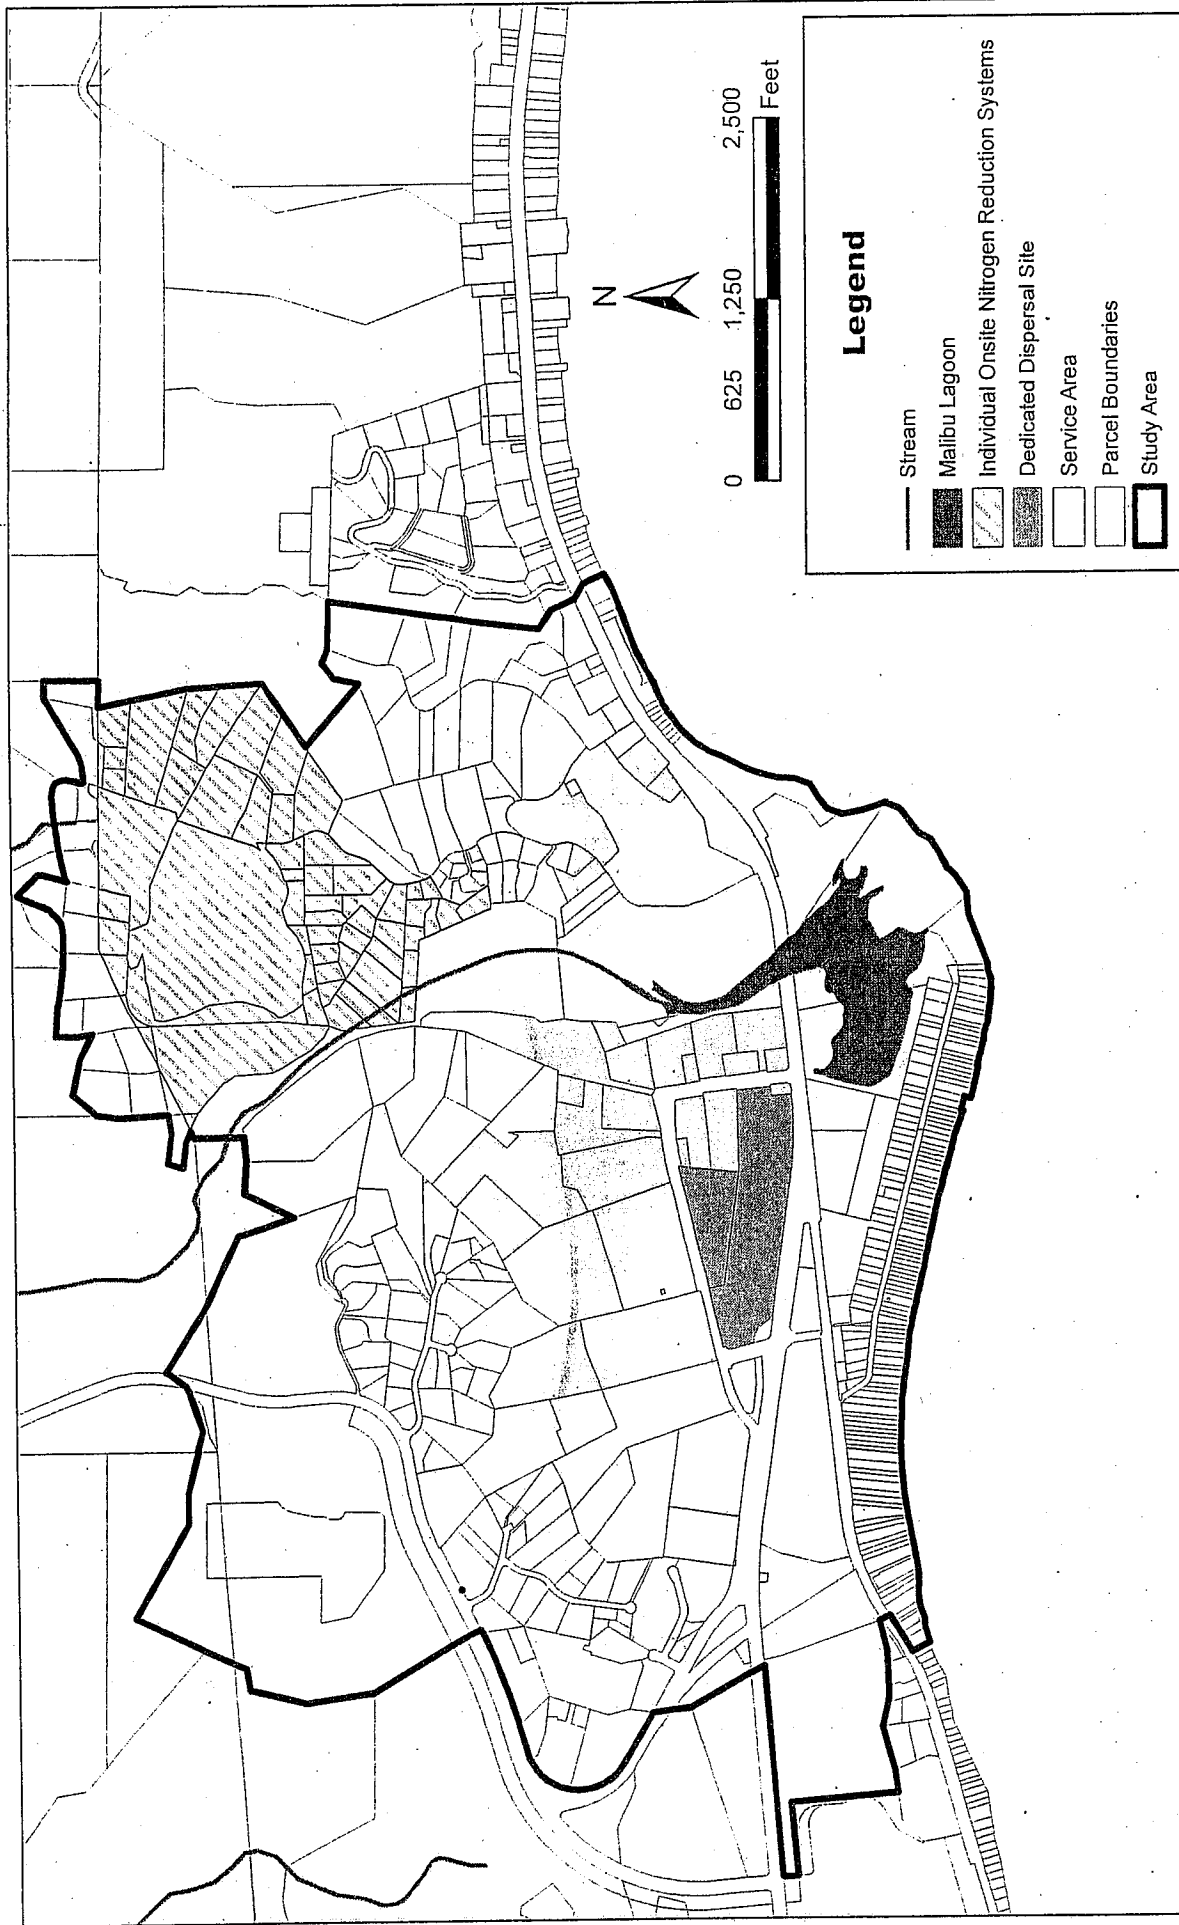 N
0 625 1,250 2,500
Feet
Legend
Stream
Malibu Lagoon
Individual Onsite Nitrogen Reduction Systems
Dedicated Dispersal Site
Service Area
Parcel Boundaries
Study Area